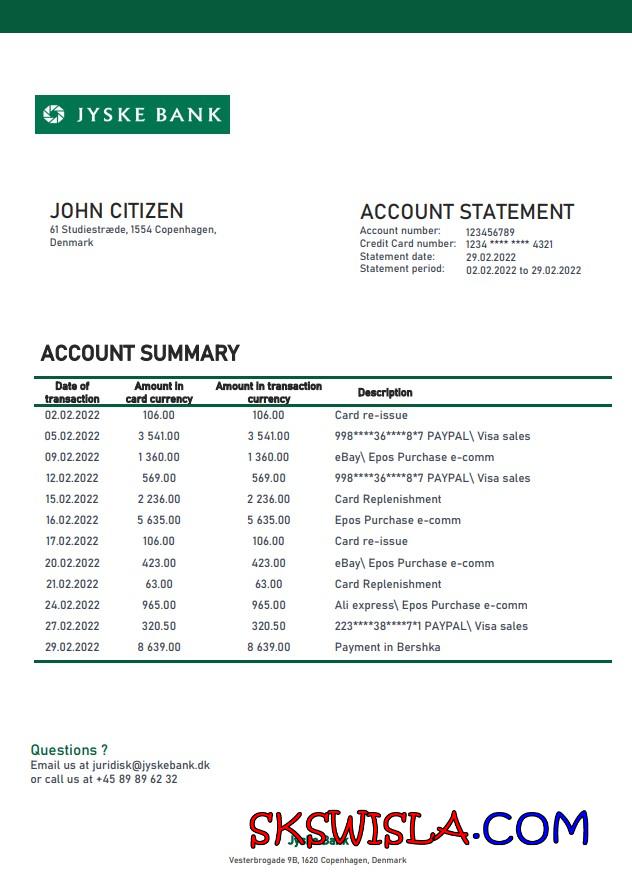 JYSKE BANK
JOHN CITIZEN
61 Studiestræde, 1554 Copenhagen,
Denmark
ACCOUNT STATEMENT
Account number: 123456789
Credit Card number: 1234 **** **** 4321
Statement date: 29.02.2022
Statement period: 02.02.2022 to 29.02.2022
ACCOUNT SUMMARY
Date of transaction Amount in card currency Amount in transaction currency Description
02.02.2022 106.00 106.00 Card re-issue
05.02.2022 3 541.00 3 541.00 998****36****8*7 PAYPAL\ Visa sales
09.02.2022 1 360.00 1 360.00 eBay\ Epos Purchase e-comm
12.02.2022 569.00 569.00 998****36****8*7 PAYPAL\ Visa sales
15.02.2022 2 236.00 2 236.00 Card Replenishment
16.02.2022 5 635.00 5 635.00 Epos Purchase e-comm
17.02.2022 106.00 106.00 Card re-issue
20.02.2022 423.00 423.00 eBay\ Epos Purchase e-comm
21.02.2022 63.00 63.00 Card Replenishment
24.02.2022 965.00 965.00 Ali express\ Epos Purchase e-comm
27.02.2022 320.50 320.50 223****38****7*1 PAYPAL\ Visa sales
29.02.2022 8 639.00 8 639.00 Payment in Bershka
Questions ?
Email us at juridisk@jyskebank.dk
or call us at +45 89 89 62 32
SKSWISLA.COM
Jyske Bank
Vesterbrogade 9B, 1620 Copenhagen, Denmark